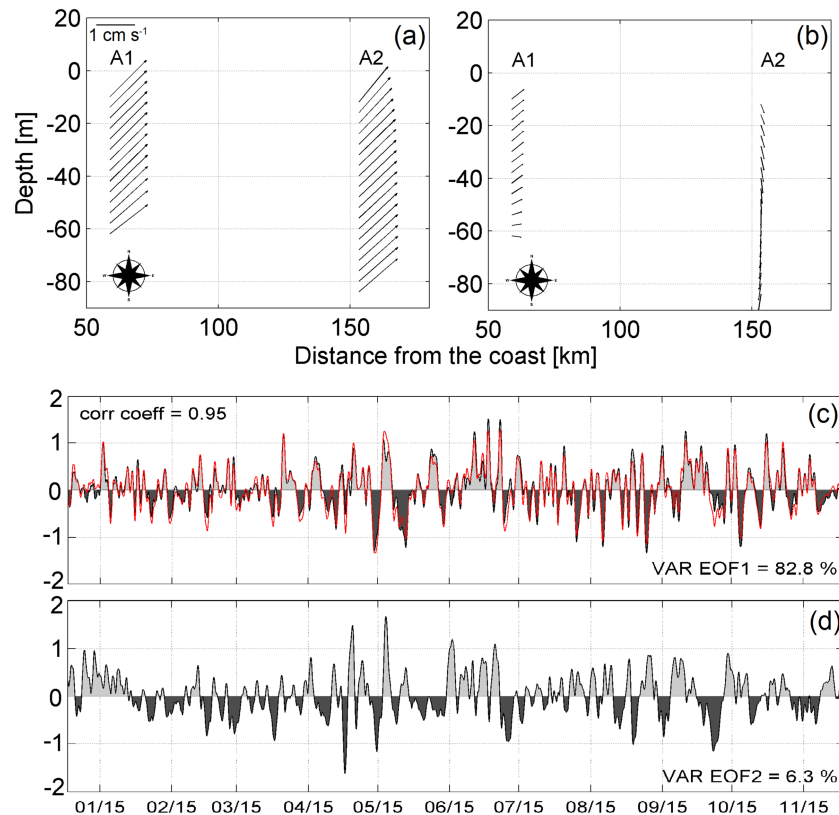 20
1 cm s-1
(a)
A1
A2
0
-20
-40
-60
-80
Depth [m]
50
100
150
20
(b)
A1
A2
0
-20
-40
-60
-80
50
100
150
Distance from the coast [km]
2
corr coeff = 0.95
(c)
1
0
-1
-2
VAR EOF1 = 82.8 %
2
(d)
1
0
-1
-2
VAR EOF2 = 6.3 %
01/15 02/15 03/15 04/15 05/15 06/15 07/15 08/15 09/15 10/15 11/15